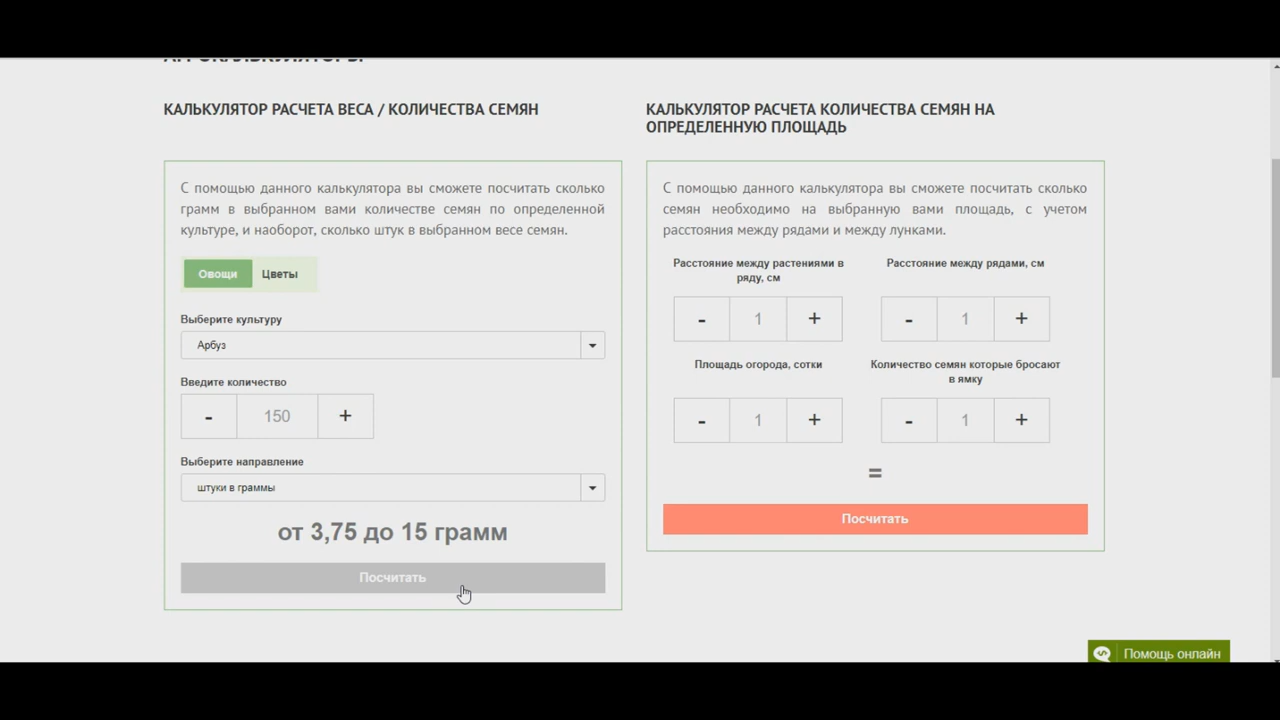 АГРОКАЛЬКУЛЯТОРЫ
КАЛЬКУЛЯТОР РАСЧЕТА ВЕСА / КОЛИЧЕСТВА СЕМЯН
С помощью данного калькулятора вы сможете посчитать сколько
грамм в выбранном вами количестве семян по определенной
культуре, и наоборот, сколько штук в выбранном весе семян.
Овощи Цветы
Выберите культуру
Арбуз
Введите количество
- 150 +
Выберите направление
штуки в граммы
от 3,75 до 15 грамм
Посчитать
КАЛЬКУЛЯТОР РАСЧЕТА КОЛИЧЕСТВА СЕМЯН НА
ОПРЕДЕЛЕННУЮ ПЛОЩАДЬ
С помощью данного калькулятора вы сможете посчитать сколько
семян необходимо на выбранную вами площадь, с учетом
расстояния между рядами и между лунками.
Расстояние между растениями в
ряду, см
- 1 +
Расстояние между рядами, см
- 1 +
Площадь огорода, сотки
- 1 +
Количество семян которые бросают
в ямку
- 1 +
=
Посчитать
Помощь онлайн